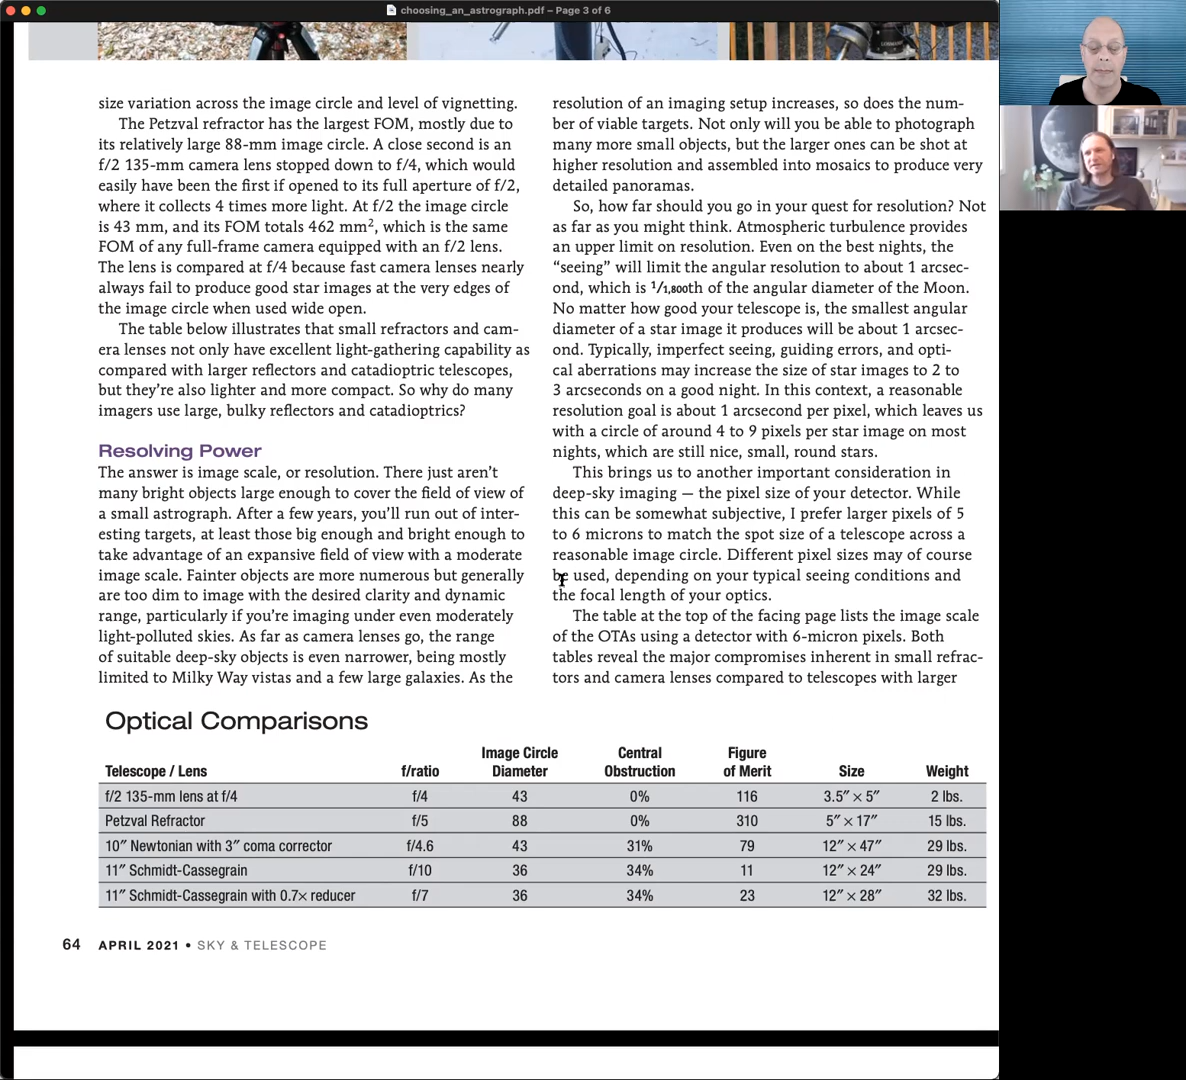 choosing_an_astrograph.pdf – Page 3 of 6
size variation across the image circle and level of vignetting.
The Petzval refractor has the largest FOM, mostly due to
its relatively large 88-mm image circle. A close second is an
f/2 135-mm camera lens stopped down to f/4, which would
easily have been the first if opened to its full aperture of f/2,
where it collects 4 times more light. At f/2 the image circle
is 43 mm, and its FOM totals 462 mm², which is the same
FOM of any full-frame camera equipped with an f/2 lens.
The lens is compared at f/4 because fast camera lenses nearly
always fail to produce good star images at the very edges of
the image circle when used wide open.
The table below illustrates that small refractors and cam-
era lenses not only have excellent light-gathering capability as
compared with larger reflectors and catadioptric telescopes,
but they're also lighter and more compact. So why do many
imagers use large, bulky reflectors and catadioptrics?
Resolving Power
The answer is image scale, or resolution. There just aren't
many bright objects large enough to cover the field of view of
a small astrograph. After a few years, you'll run out of inter-
esting targets, at least those big enough and bright enough to
take advantage of an expansive field of view with a moderate
image scale. Fainter objects are more numerous but generally
are too dim to image with the desired clarity and dynamic
range, particularly if you're imaging under even moderately
light-polluted skies. As far as camera lenses go, the range
of suitable deep-sky objects is even narrower, being mostly
limited to Milky Way vistas and a few large galaxies. As the
resolution of an imaging setup increases, so does the num-
ber of viable targets. Not only will you be able to photograph
many more small objects, but the larger ones can be shot at
higher resolution and assembled into mosaics to produce very
detailed panoramas.
So, how far should you go in your quest for resolution? Not
as far as you might think. Atmospheric turbulence provides
an upper limit on resolution. Even on the best nights, the
“seeing” will limit the angular resolution to about 1 arcsec-
ond, which is 1/1,800th of the angular diameter of the Moon.
No matter how good your telescope is, the smallest angular
diameter of a star image it produces will be about 1 arcsec-
ond. Typically, imperfect seeing, guiding errors, and opti-
cal aberrations may increase the size of star images to 2 to
3 arcseconds on a good night. In this context, a reasonable
resolution goal is about 1 arcsecond per pixel, which leaves us
with a circle of around 4 to 9 pixels per star image on most
nights, which are still nice, small, round stars.
This brings us to another important consideration in
deep-sky imaging — the pixel size of your detector. While
this can be somewhat subjective, I prefer larger pixels of 5
to 6 microns to match the spot size of a telescope across a
reasonable image circle. Different pixel sizes may of course
be used, depending on your typical seeing conditions and
the focal length of your optics.
The table at the top of the facing page lists the image scale
of the OTAs using a detector with 6-micron pixels. Both
tables reveal the major compromises inherent in small refrac-
tors and camera lenses compared to telescopes with larger
Optical Comparisons
Telescope / Lens f/ratio Image Circle Diameter Central Obstruction Figure of Merit Size Weight
f/2 135-mm lens at f/4 f/4 43 0% 116 3.5″ × 5″ 2 lbs.
Petzval Refractor f/5 88 0% 310 5″ × 17″ 15 lbs.
10″ Newtonian with 3″ coma corrector f/4.6 43 31% 79 12″ × 47″ 29 lbs.
11″ Schmidt-Cassegrain f/10 36 34% 11 12″ × 24″ 29 lbs.
11″ Schmidt-Cassegrain with 0.7× reducer f/7 36 34% 23 12″ × 28″ 32 lbs.
64 APRIL 2021 • SKY & TELESCOPE